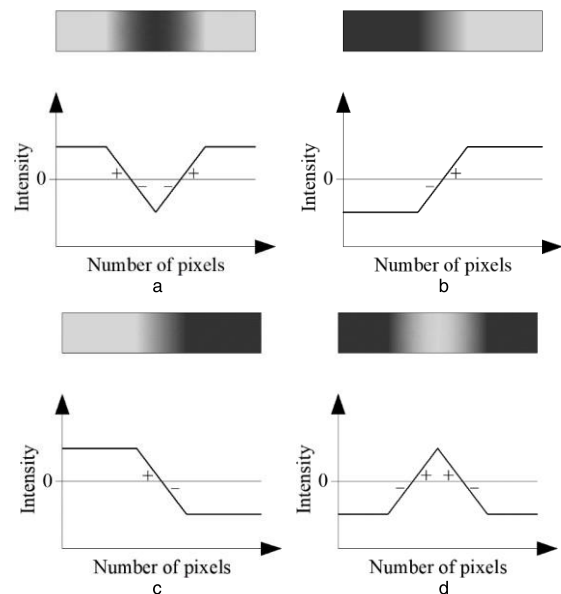 Intensity
0
+ − − +
Number of pixels
a
Intensity
0
− +
Number of pixels
b
Intensity
0
+ −
Number of pixels
c
Intensity
0
− + + −
Number of pixels
d